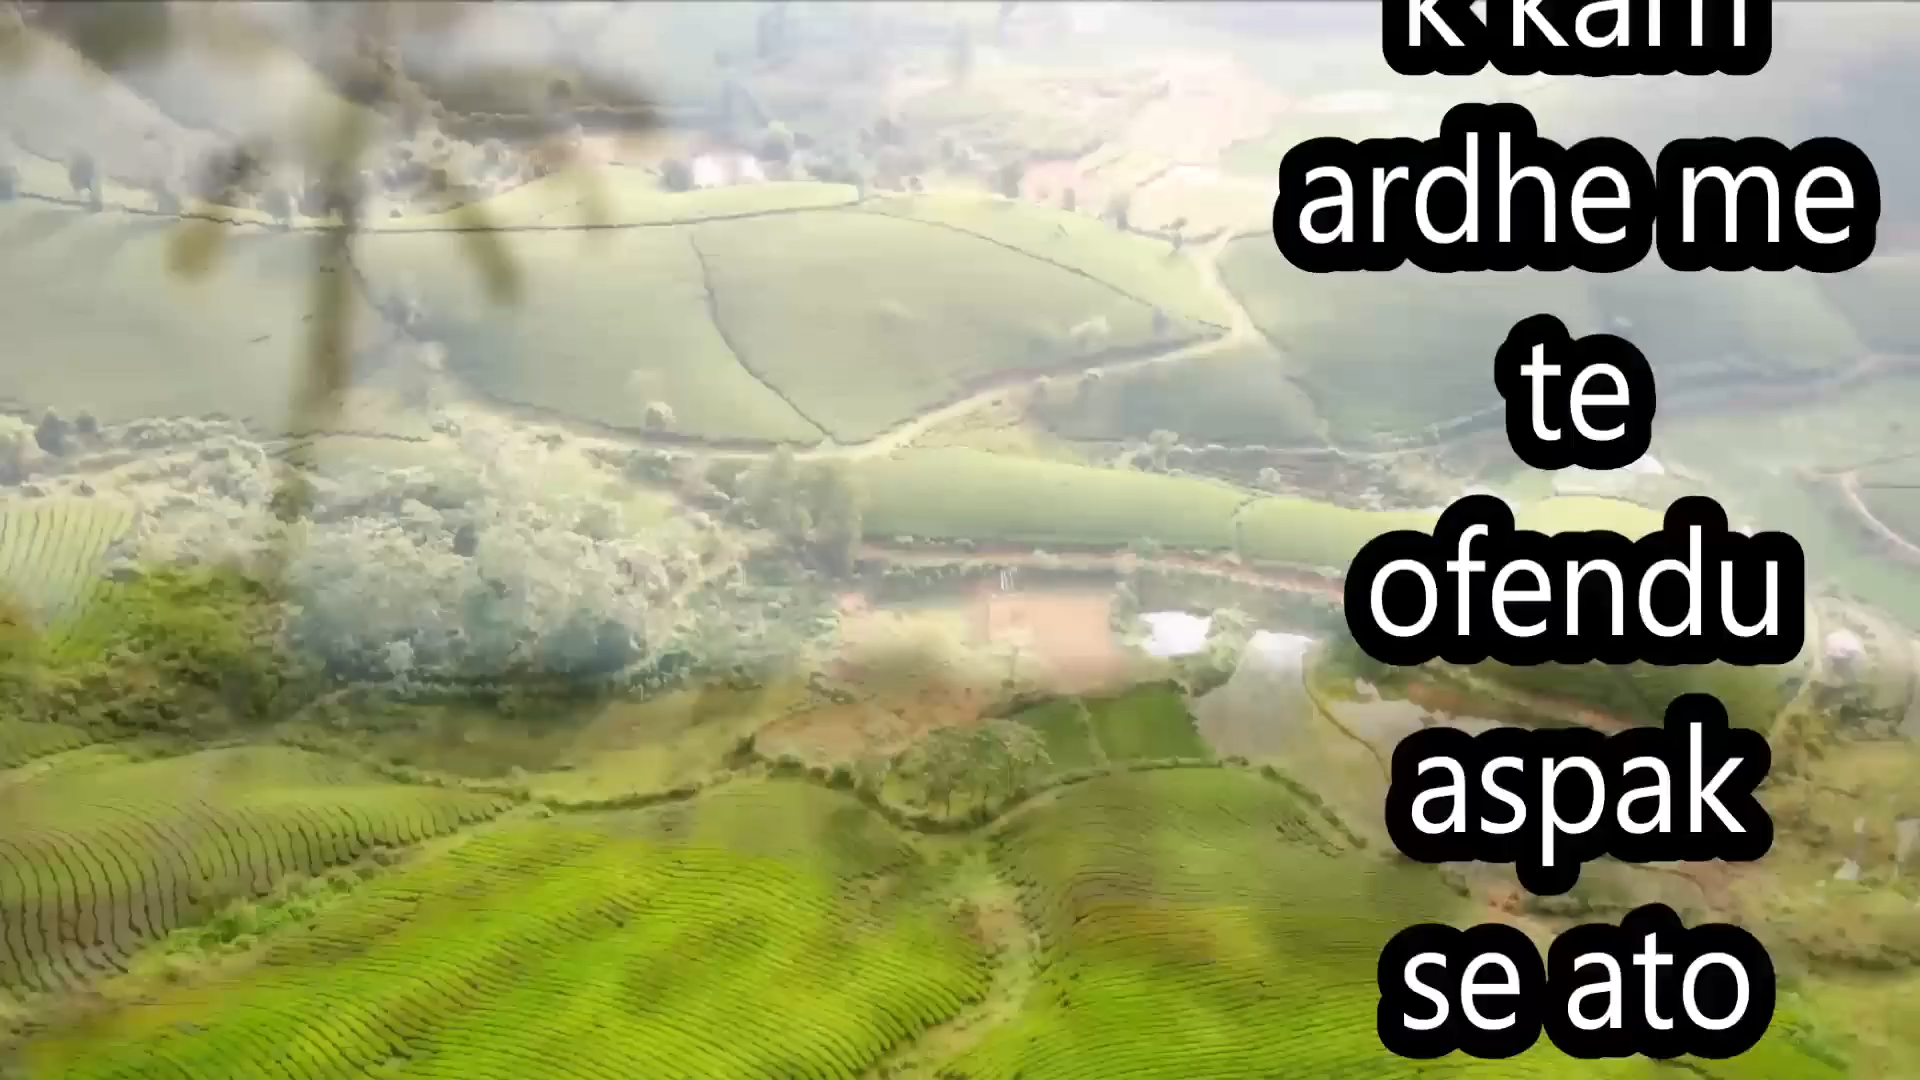 k kam
ardhe me
te
ofendu
aspak
se ato